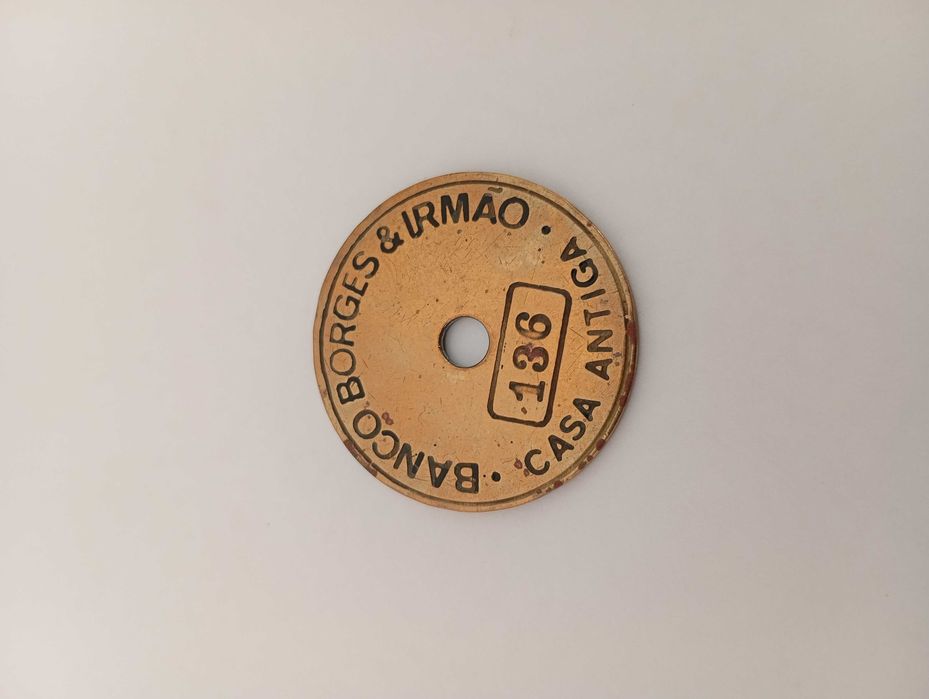 BANCO BORGES & IRMÃO
136
CASA ANTIGA